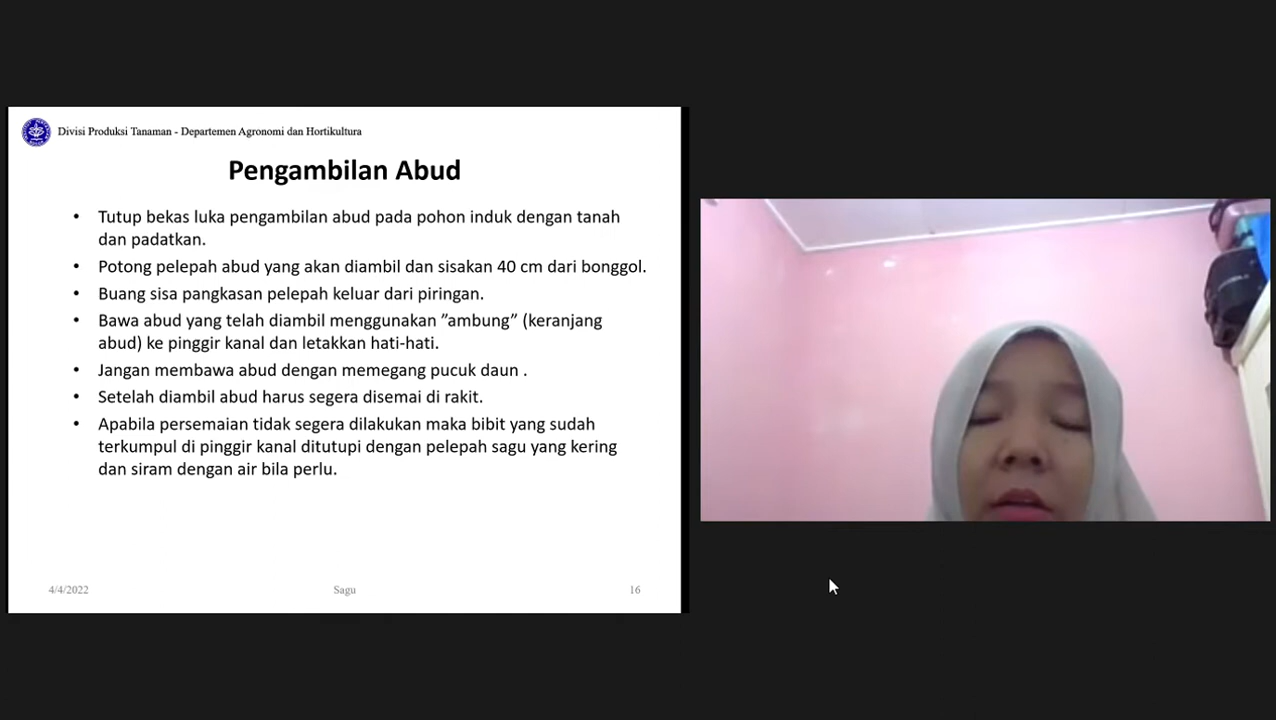 Divisi Produksi Tanaman - Departemen Agronomi dan Hortikultura
Pengambilan Abud
• Tutup bekas luka pengambilan abud pada pohon induk dengan tanah
dan padatkan.
• Potong pelepah abud yang akan diambil dan sisakan 40 cm dari bonggol.
• Buang sisa pangkasan pelepah keluar dari piringan.
• Bawa abud yang telah diambil menggunakan ”ambung” (keranjang
abud) ke pinggir kanal dan letakkan hati-hati.
• Jangan membawa abud dengan memegang pucuk daun .
• Setelah diambil abud harus segera disemai di rakit.
• Apabila persemaian tidak segera dilakukan maka bibit yang sudah
terkumpul di pinggir kanal ditutupi dengan pelepah sagu yang kering
dan siram dengan air bila perlu.
4/4/2022
Sagu
16